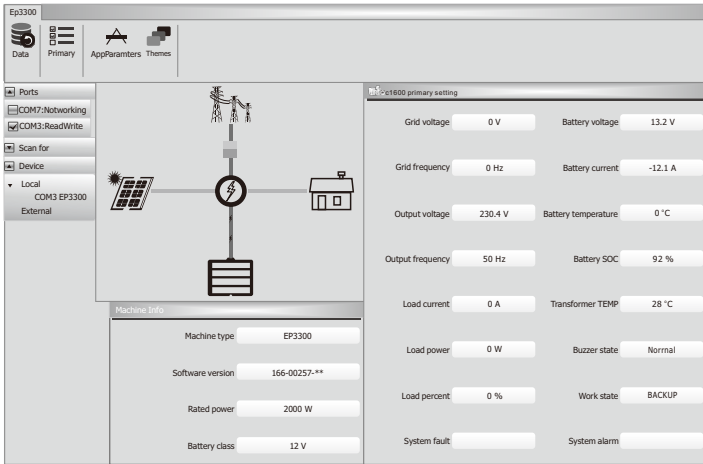 Ep3300
Data
Primary
AppParamters
Themes
Ports
COM7:Notworking
COM3:ReadWrite
Scan for
Device
Local
COM3 EP3300
External
Machine Info
Machine type EP3300
Software version 166-00257-**
Rated power 2000 W
Battery class 12 V
c1600 primary setting
Grid voltage 0 V Battery voltage 13.2 V
Grid frequency 0 Hz Battery current -12.1 A
Output voltage 230.4 V Battery temperature 0 °C
Output frequency 50 Hz Battery SOC 92 %
Load current 0 A Transformer TEMP 28 °C
Load power 0 W Buzzer state Norrnal
Load percent 0 % Work state BACKUP
System fault System alarm